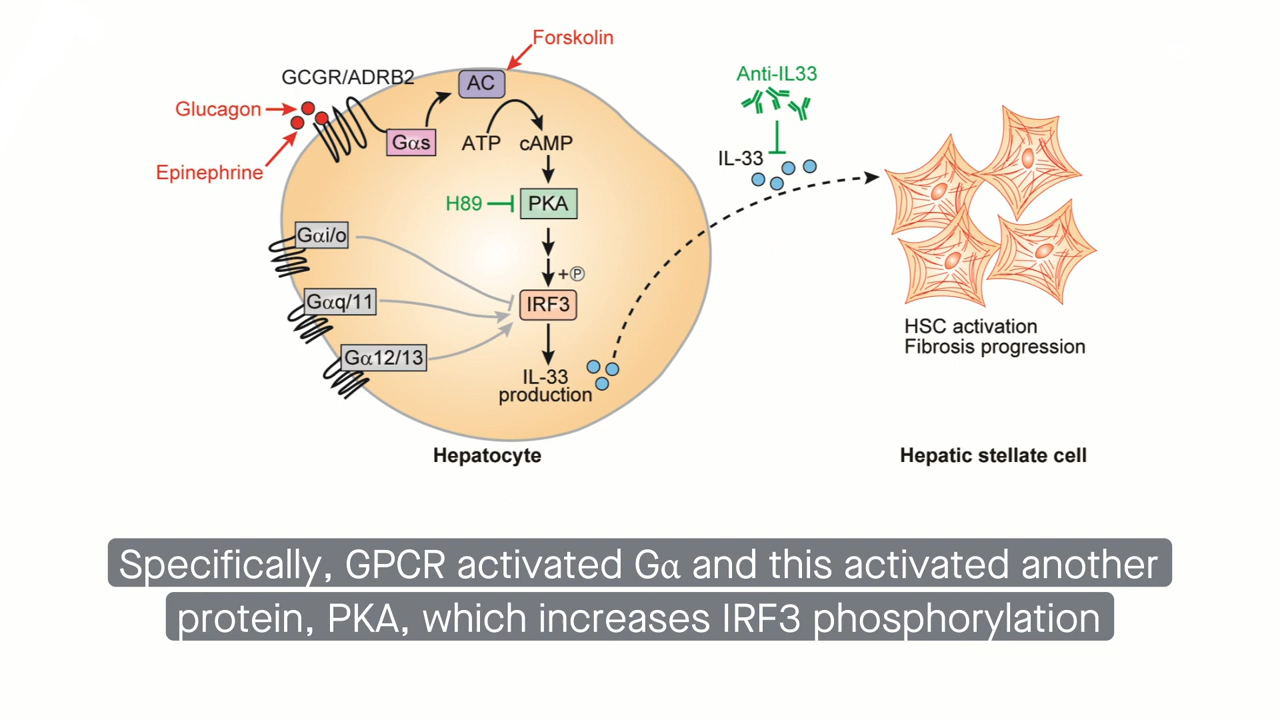 Forskolin
GCGR/ADRB2
AC
Glucagon
Gαs
ATP
cAMP
Epinephrine
H89
PKA
Gαi/o
+P
Gαq/11
IRF3
Gα12/13
IL-33
production
Hepatocyte
Anti-IL33
IL-33
HSC activation
Fibrosis progression
Hepatic stellate cell
Specifically, GPCR activated Gα and this activated another
protein, PKA, which increases IRF3 phosphorylation